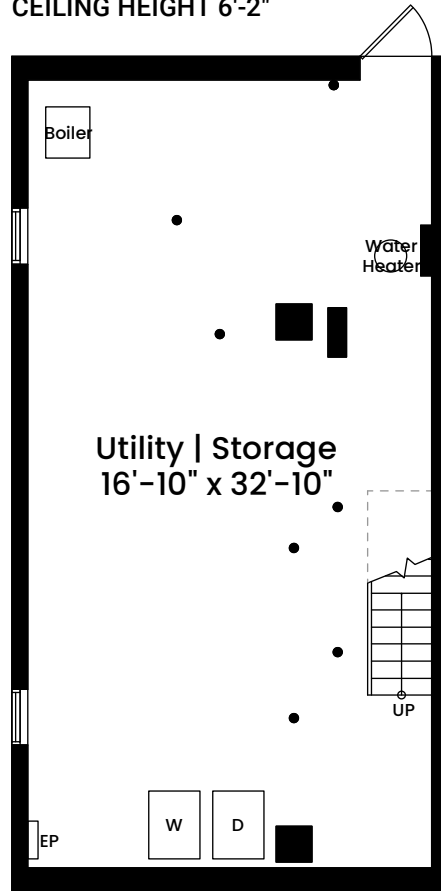 CEILING HEIGHT 6'-2"
Boiler
Water
Heater
Utility | Storage
16'-10" x 32'-10"
UP
W
D
EP